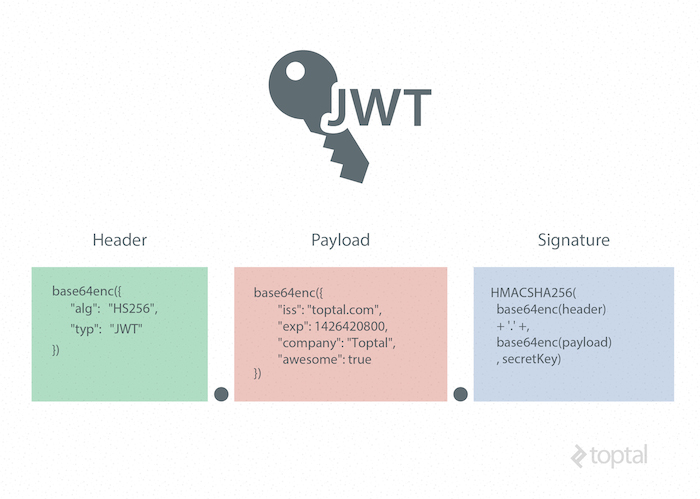 JWT
Header
Payload
Signature
base64enc({
"alg": "HS256",
"typ": "JWT"
})
base64enc({
"iss": "toptal.com",
"exp": 1426420800,
"company": "Toptal",
"awesome": true
})
HMACSHA256(
base64enc(header)
+ '.' +,
base64enc(payload)
, secretKey)
toptal